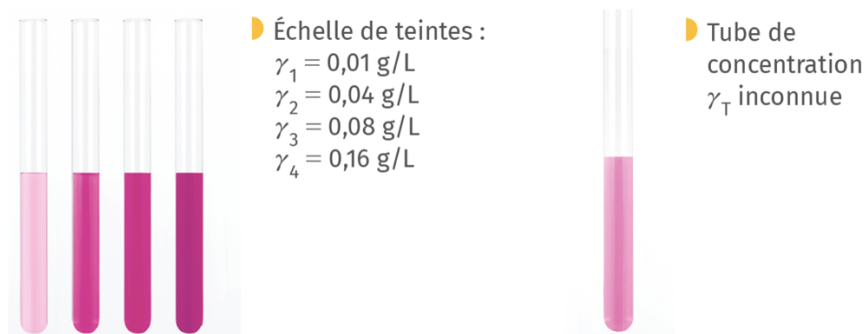 Échelle de teintes :
γ₁ = 0,01 g/L
γ₂ = 0,04 g/L
γ₃ = 0,08 g/L
γ₄ = 0,16 g/L
Tube de
concentration
γ_T inconnue